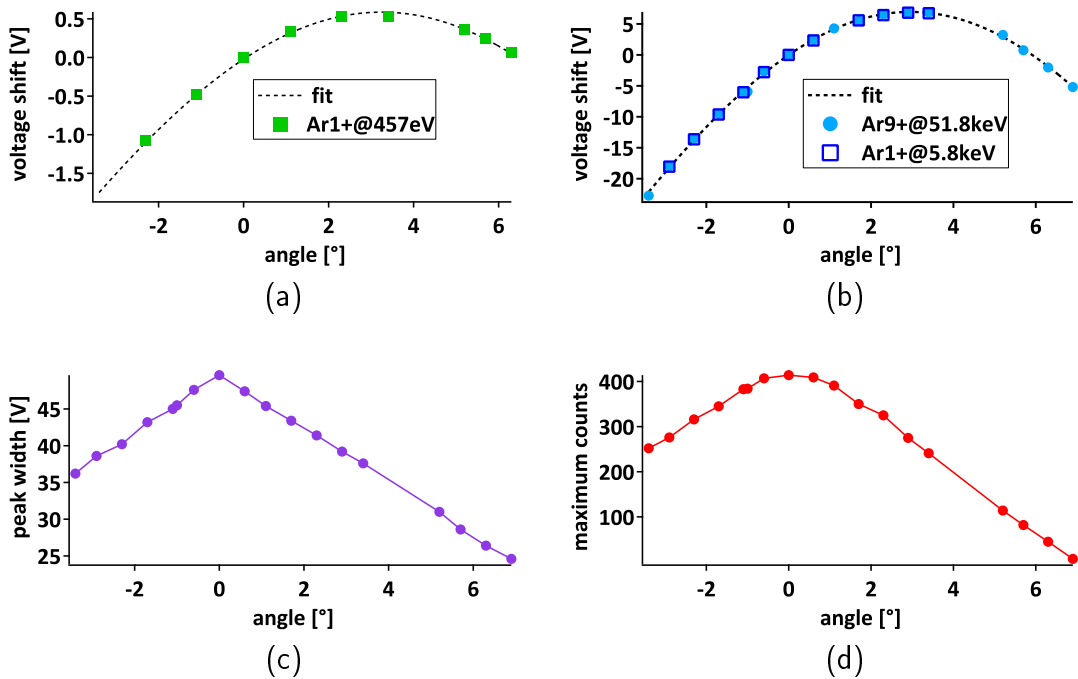 0.5
0.0
-0.5
-1.0
-1.5
voltage shift [V]
fit
Ar1+@457eV
-2 0 2 4 6
angle [°]
(a)
5
0
-5
-10
-15
-20
voltage shift [V]
fit
Ar9+@51.8keV
Ar1+@5.8keV
-2 0 2 4 6
angle [°]
(b)
45
40
35
30
25
peak width [V]
-2 0 2 4 6
angle [°]
(c)
400
300
200
100
maximum counts
-2 0 2 4 6
angle [°]
(d)